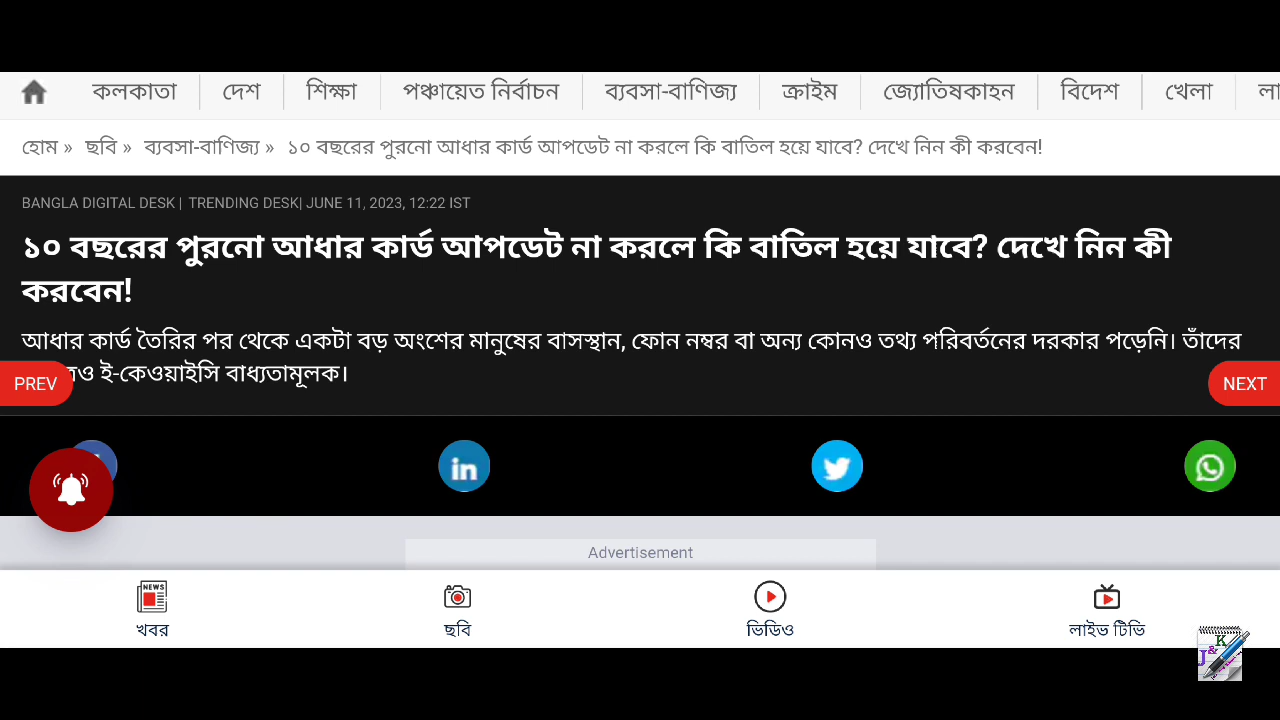 কলকাতা দেশ শিক্ষা পঞ্চায়েত নির্বাচন ব্যবসা-বাণিজ্য ক্রাইম জ্যোতিষকাহন বিদেশ খেলা
হোম » ছবি » ব্যবসা-বাণিজ্য » ১০ বছরের পুরনো আধার কার্ড আপডেট না করলে কি বাতিল হয়ে যাবে? দেখে নিন কী করবেন!
BANGLA DIGITAL DESK | TRENDING DESK| JUNE 11, 2023, 12:22 IST
১০ বছরের পুরনো আধার কার্ড আপডেট না করলে কি বাতিল হয়ে যাবে? দেখে নিন কী
করবেন!
আধার কার্ড তৈরির পর থেকে একটা বড় অংশের মানুষের বাসস্থান, ফোন নম্বর বা অন্য কোনও তথ্য পরিবর্তনের দরকার পড়েনি। তাঁদের
ই-কেওয়াইসি বাধ্যতামূলক।
PREV NEXT
in
Advertisement
NEWS
খবর ছবি ভিডিও লাইভ টিভি
J&K